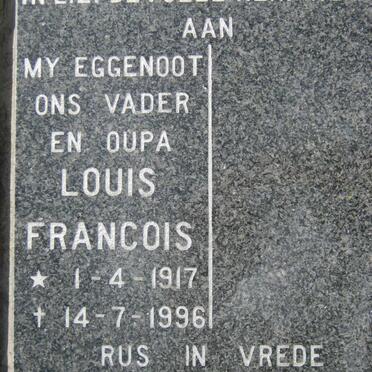 AAN
MY EGGENOOT
ONS VADER
EN OUPA
LOUIS
FRANCOIS
★ 1-4-1917
† 14-7-1996
RUS IN VREDE